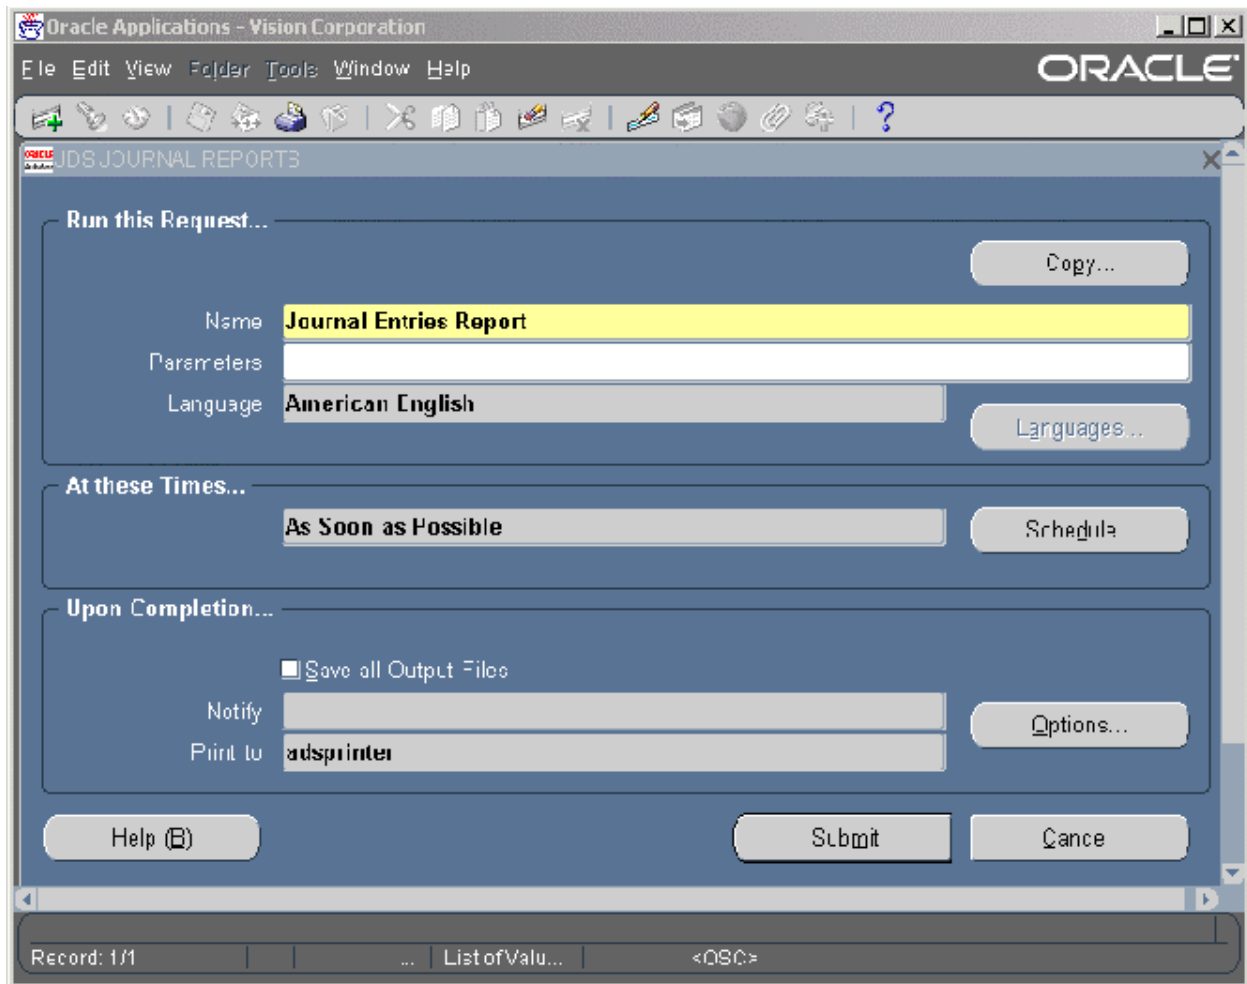 Oracle Applications - Vision Corporation
File Edit View Folder Tools Window Help
ORACLE
JDS JOURNAL REPORTS
Run this Request...
Copy...
Name Journal Entries Report
Parameters
Language American English
Languages...
At these Times...
As Soon as Possible
Schedule
Upon Completion...
Save all Output Files
Notify
Options...
Print to adsprinter
Help (B)
Submit
Cance
Record: 1/1
...
List of Valu...
<OSC>